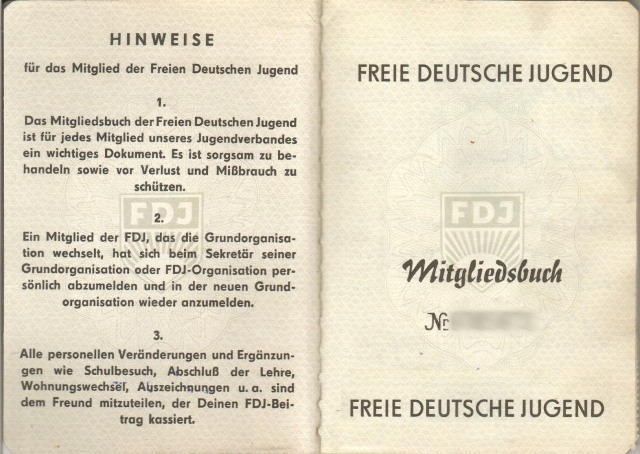 HINWEISE
für das Mitglied der Freien Deutschen Jugend
1.
Das Mitgliedsbuch der Freien Deutschen Jugend
ist für jedes Mitglied unseres Jugendverbandes
ein wichtiges Dokument. Es ist sorgsam zu be-
handeln sowie vor Verlust und Mißbrauch zu
schützen.
FDJ
2.
Ein Mitglied der FDJ, das die Grundorganisa-
tion wechselt, hat sich beim Sekretär seiner
Grundorganisation oder FDJ-Organisation per-
sönlich abzumelden und in der neuen Grund-
organisation wieder anzumelden.
3.
Alle personellen Veränderungen und Ergänzun-
gen wie Schulbesuch, Abschluß der Lehre,
Wohnungswechsel, Auszeichnungen u. a. sind
dem Freund mitzuteilen, der Deinen FDJ-Bei-
trag kassiert.
FREIE DEUTSCHE JUGEND
FDJ
Mitgliedsbuch
Nr
FREIE DEUTSCHE JUGEND